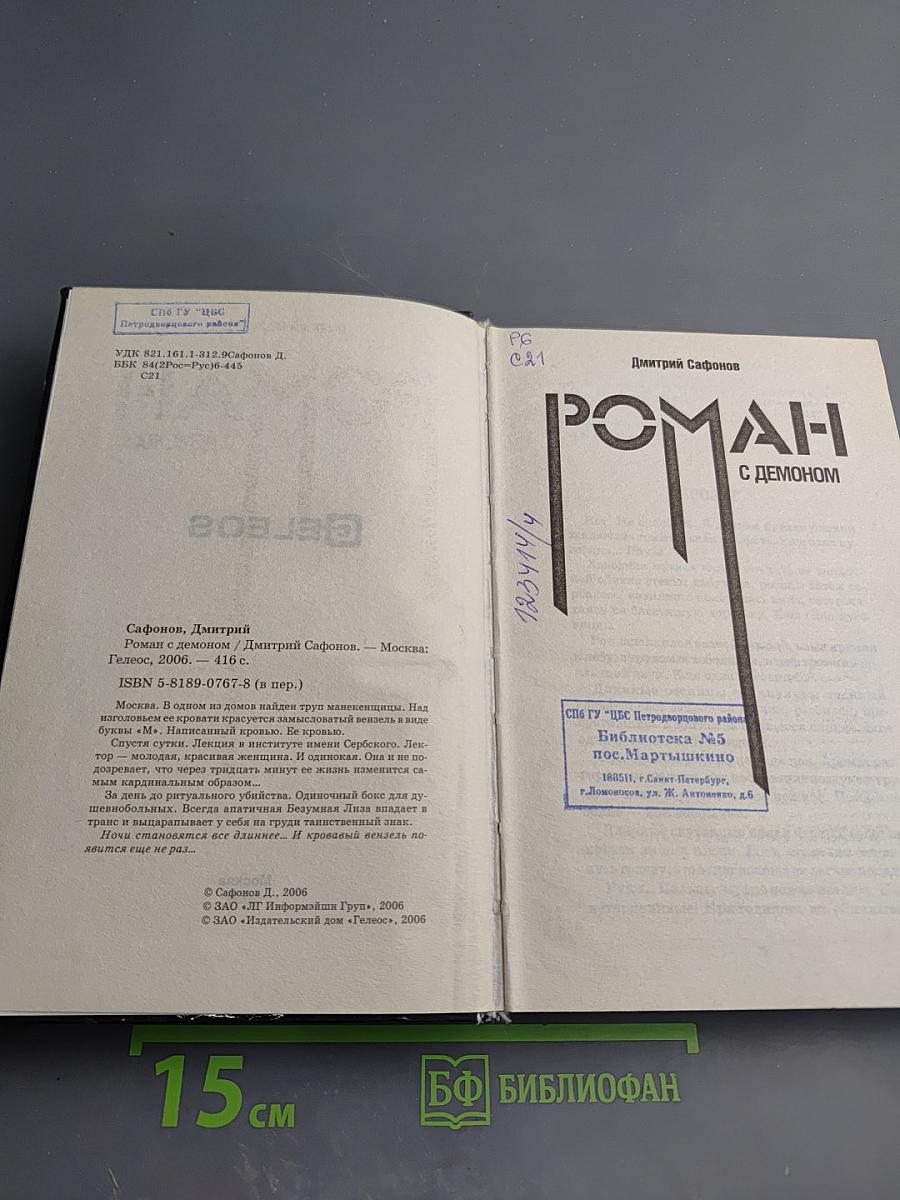 СПб ГУ "ЦБС
Петродворцового района"
УДК 821.161.1-312.9Сафонов Д.
ББК 84(2Рос=Рус)6-445
С21
GELEOS
Сафонов, Дмитрий
Роман с демоном / Дмитрий Сафонов. — Москва:
Гелеос, 2006. — 416 с.
ISBN 5-8189-0767-8 (в пер.)
Москва. В одном из домов найден труп манекенщицы. Над
изголовьем ее кровати красуется замысловатый вензель в виде
буквы «М». Написанный кровью. Ее кровью.
Спустя сутки. Лекция в институте имени Сербского. Лек-
тор — молодая, красивая женщина. И одинокая. Она и не по-
дозревает, что через тридцать минут ее жизнь изменится са-
мым кардинальным образом...
За день до ритуального убийства. Одиночный бокс для ду-
шевнобольных. Всегда апатичная Безумная Лиза впадает в
транс и выцарапывает у себя на груди таинственный знак.
Ночи становятся все длиннее... И кровавый вензель по-
явится еще не раз...
Москва
© Сафонов Д., 2006
© ЗАО «ЛГ Информэйшн Груп», 2006
© ЗАО «Издательский дом «Гелеос», 2006
Р6
С21
Дмитрий Сафонов
РОМАН
С ДЕМОНОМ
123414/4
СПб ГУ "ЦБС Петродворцового района
Библиотека №5
пос.Мартышкино
188511, г.Санкт-Петербург,
г.Ломоносов, ул. Ж. Антоненко, д.6
15 см
БФ БИБЛИОФАН